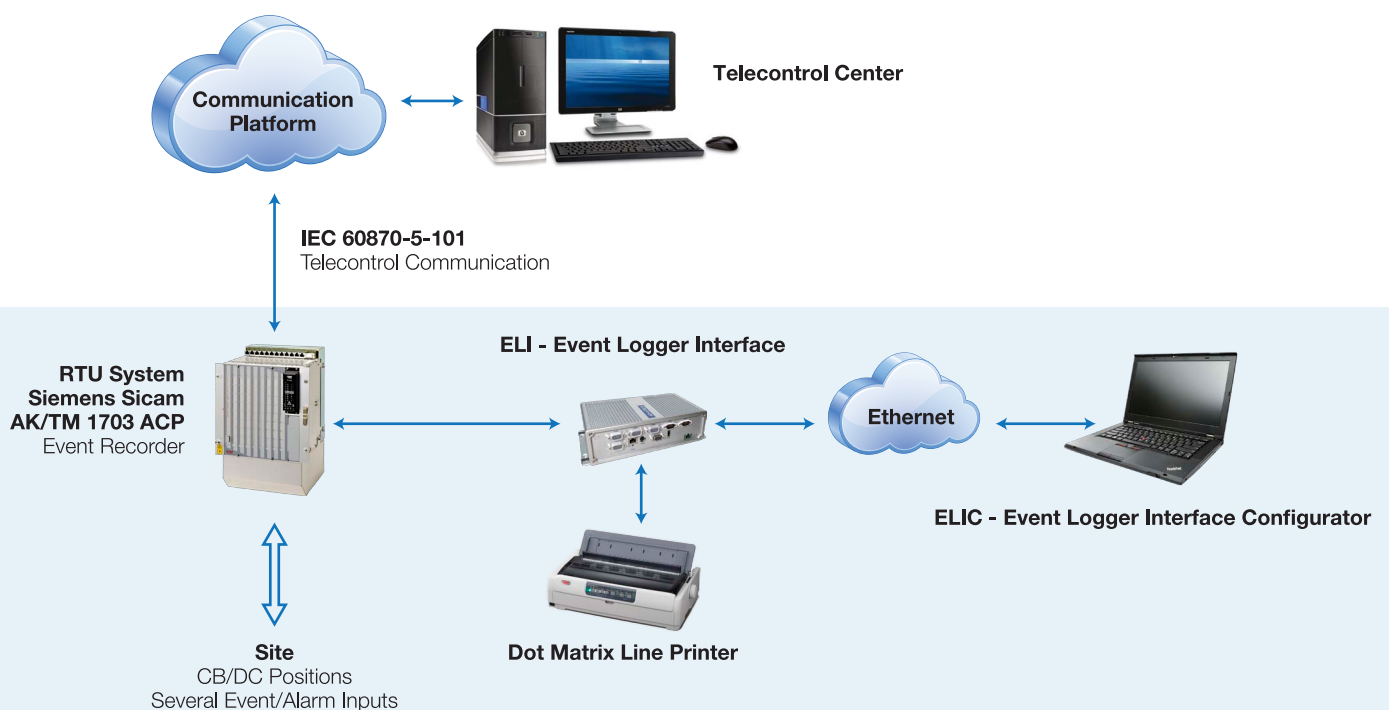 Communication
Platform
Telecontrol Center
IEC 60870-5-101
Telecontrol Communication
RTU System
Siemens Sicam
AK/TM 1703 ACP
Event Recorder
ELI - Event Logger Interface
Ethernet
ELIC - Event Logger Interface Configurator
Dot Matrix Line Printer
Site
CB/DC Positions
Several Event/Alarm Inputs